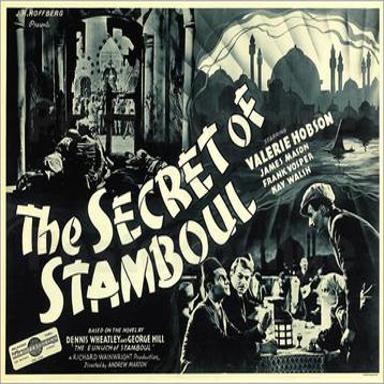 J.H. HOFFBERG
Presents
The SECRET OF
STAMBOUL
STARRING
VALERIE HOBSON
JAMES MASON
FRANK VOSPER
KAY WALSH
BASED ON THE NOVEL BY
DENNIS WHEATLEY AND GEORGE HILL
"THE EUNUCH OF STAMBOUL"
A RICHARD WAINWRIGHT Production
Directed by ANDREW MARTON